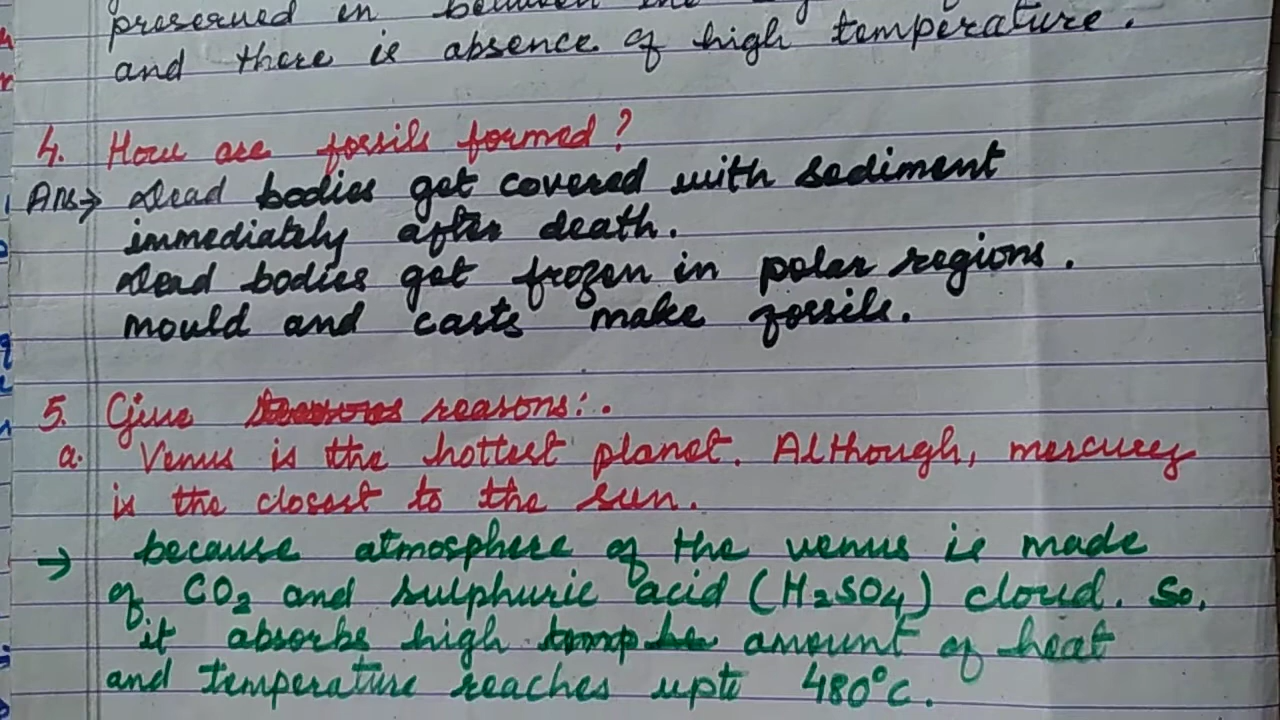 preserved in between the
and there is absence of high temperature.
4. How are fossils formed?
Ans→ Dead bodies get covered with sediment
immediately after death.
Dead bodies get frozen in polar regions.
mould and casts make fossils.
5. Give reasons:.
a. Venus is the hottest planet. Although, mercury
is the closest to the sun.
→ because atmosphere of the venus is made
of CO2 and sulphuric acid (H2SO4) cloud. So,
it absorbs high amount of heat
and temperature reaches upto 480°c.